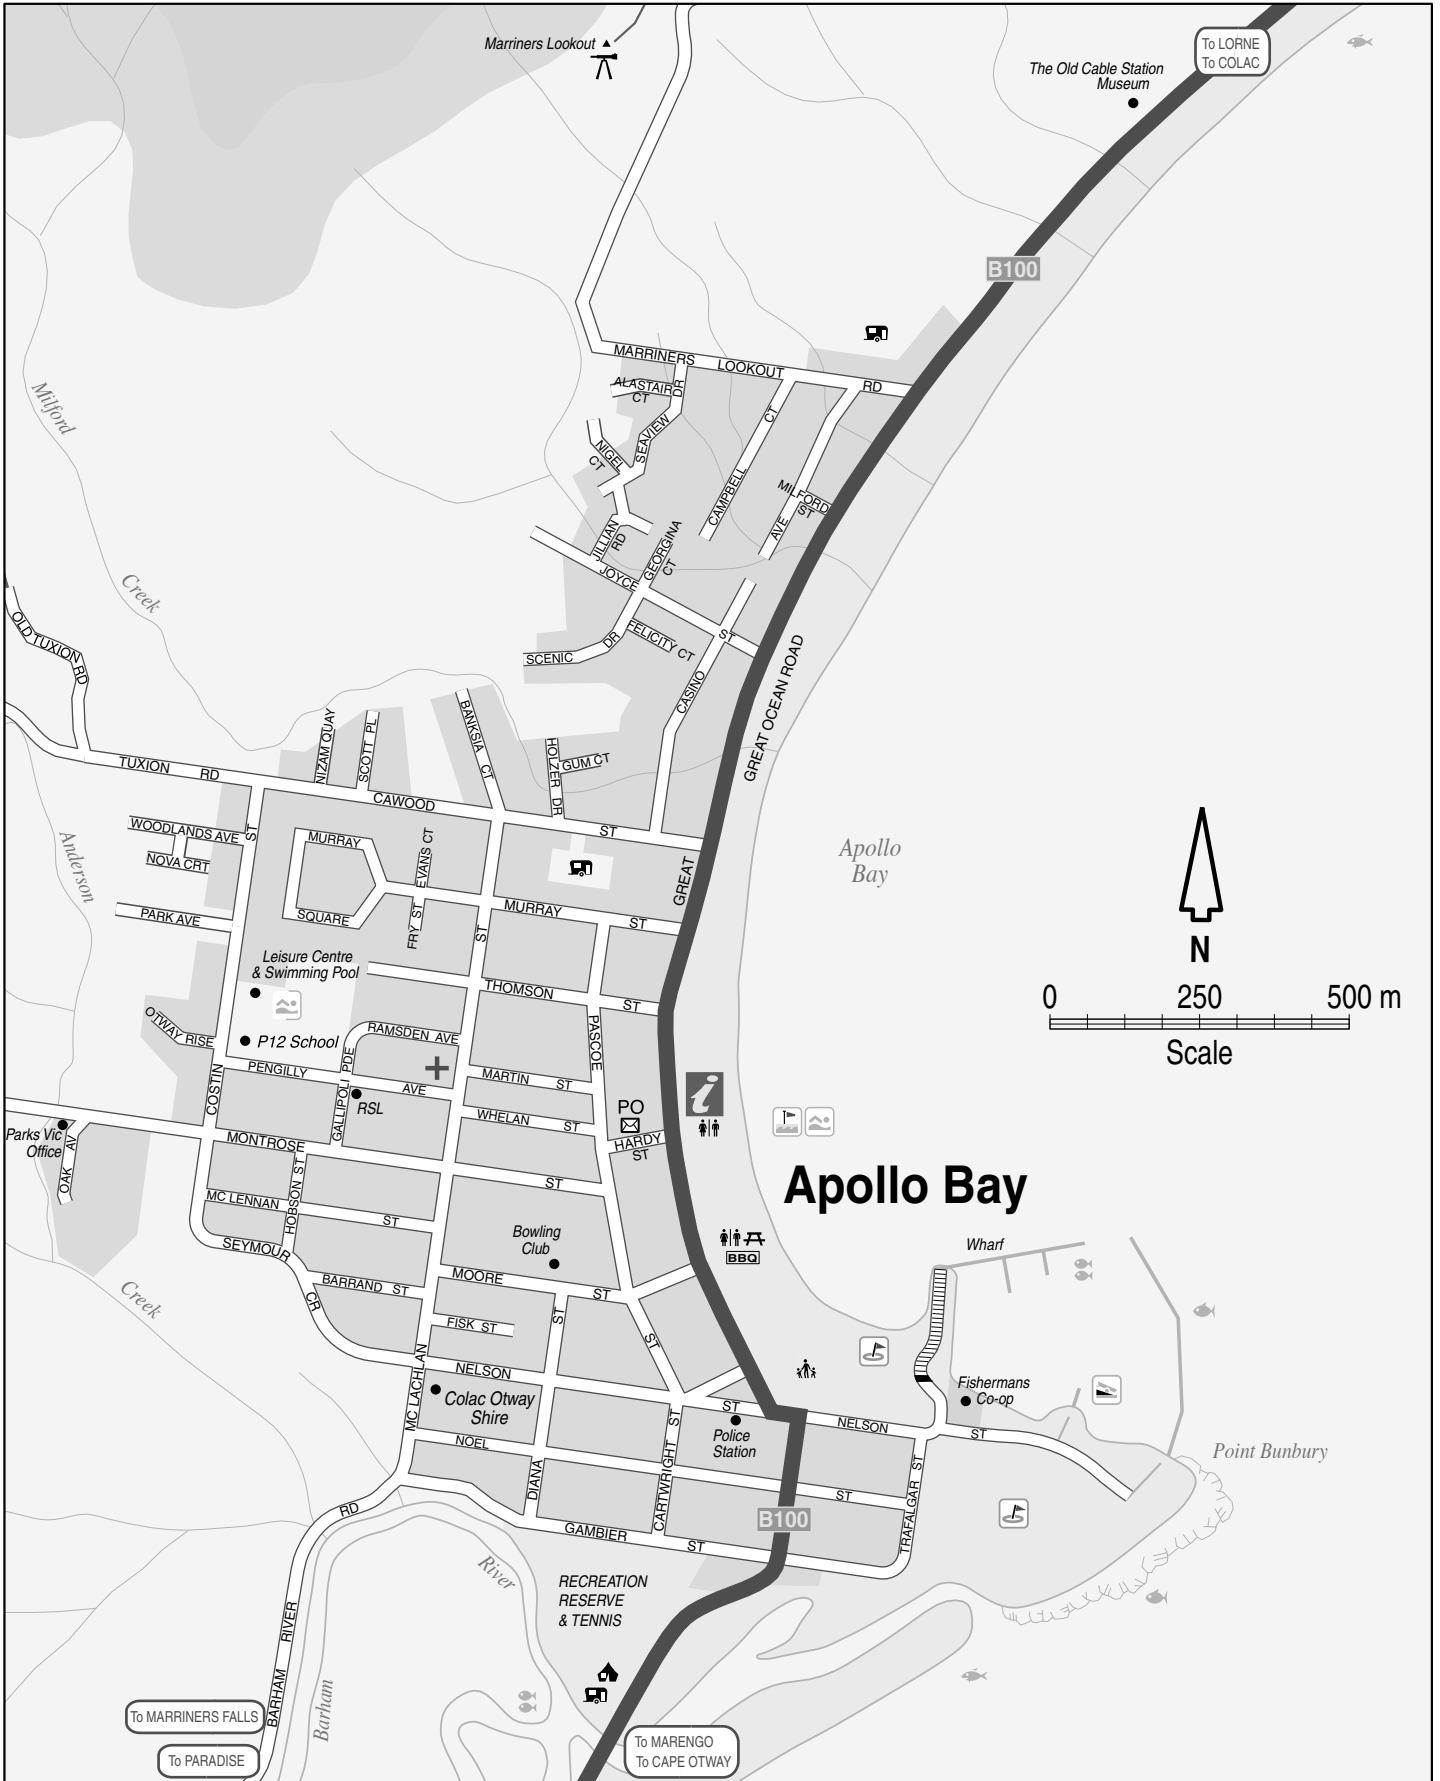 Marriners Lookout
To LORNE
To COLAC
The Old Cable Station
Museum
B100
MARRINERS LOOKOUT RD
ALASTAIR
CT
SEAVIEW DR
NIGEL
CT
CAMPBELL CT
MILFORD
ST
AVE
Milford
Creek
JILLIAN
RD
GEORGINA
CT
JOYCE ST
FELICITY CT
SCENIC DR
CASINO
GREAT OCEAN ROAD
OLD TUXION RD
TUXION RD
NIZAM QUAY
SCOTT PL
BANKSIA CT
HOLZER DR
GUM CT
CAWOOD ST
WOODLANDS AVE
NOVA CRT
ST
MURRAY
SQUARE
EVANS CT
FRY ST
PARK AVE
MURRAY ST
GREAT
Anderson
Apollo
Bay
N
0 250 500 m
Scale
Leisure Centre
& Swimming Pool
ST
THOMSON ST
PASCOE
OTWAY RISE
P12 School
RAMSDEN AVE
PENGILLY AVE
GALLIPOLI PDE
RSL
MARTIN ST
WHELAN ST
COSTIN
PO
i
HARDY
ST
Parks Vic
Office
OAK AV
MONTROSE ST
HOBSON ST
MC LENNAN ST
Apollo Bay
SEYMOUR CR
Bowling
Club
BBQ
Wharf
BARRAND ST
MOORE ST
FISK ST
ST
ST
Creek
NELSON ST
MC LACHLAN
Colac Otway
Shire
Police
Station
NELSON ST
Fishermans
Co-op
Point Bunbury
NOEL ST
DIANA
CARTWRIGHT ST
TRAFALGAR ST
B100
GAMBIER ST
BARHAM RIVER RD
River
Barham
RECREATION
RESERVE
& TENNIS
To MARRINERS FALLS
To PARADISE
To MARENGO
To CAPE OTWAY